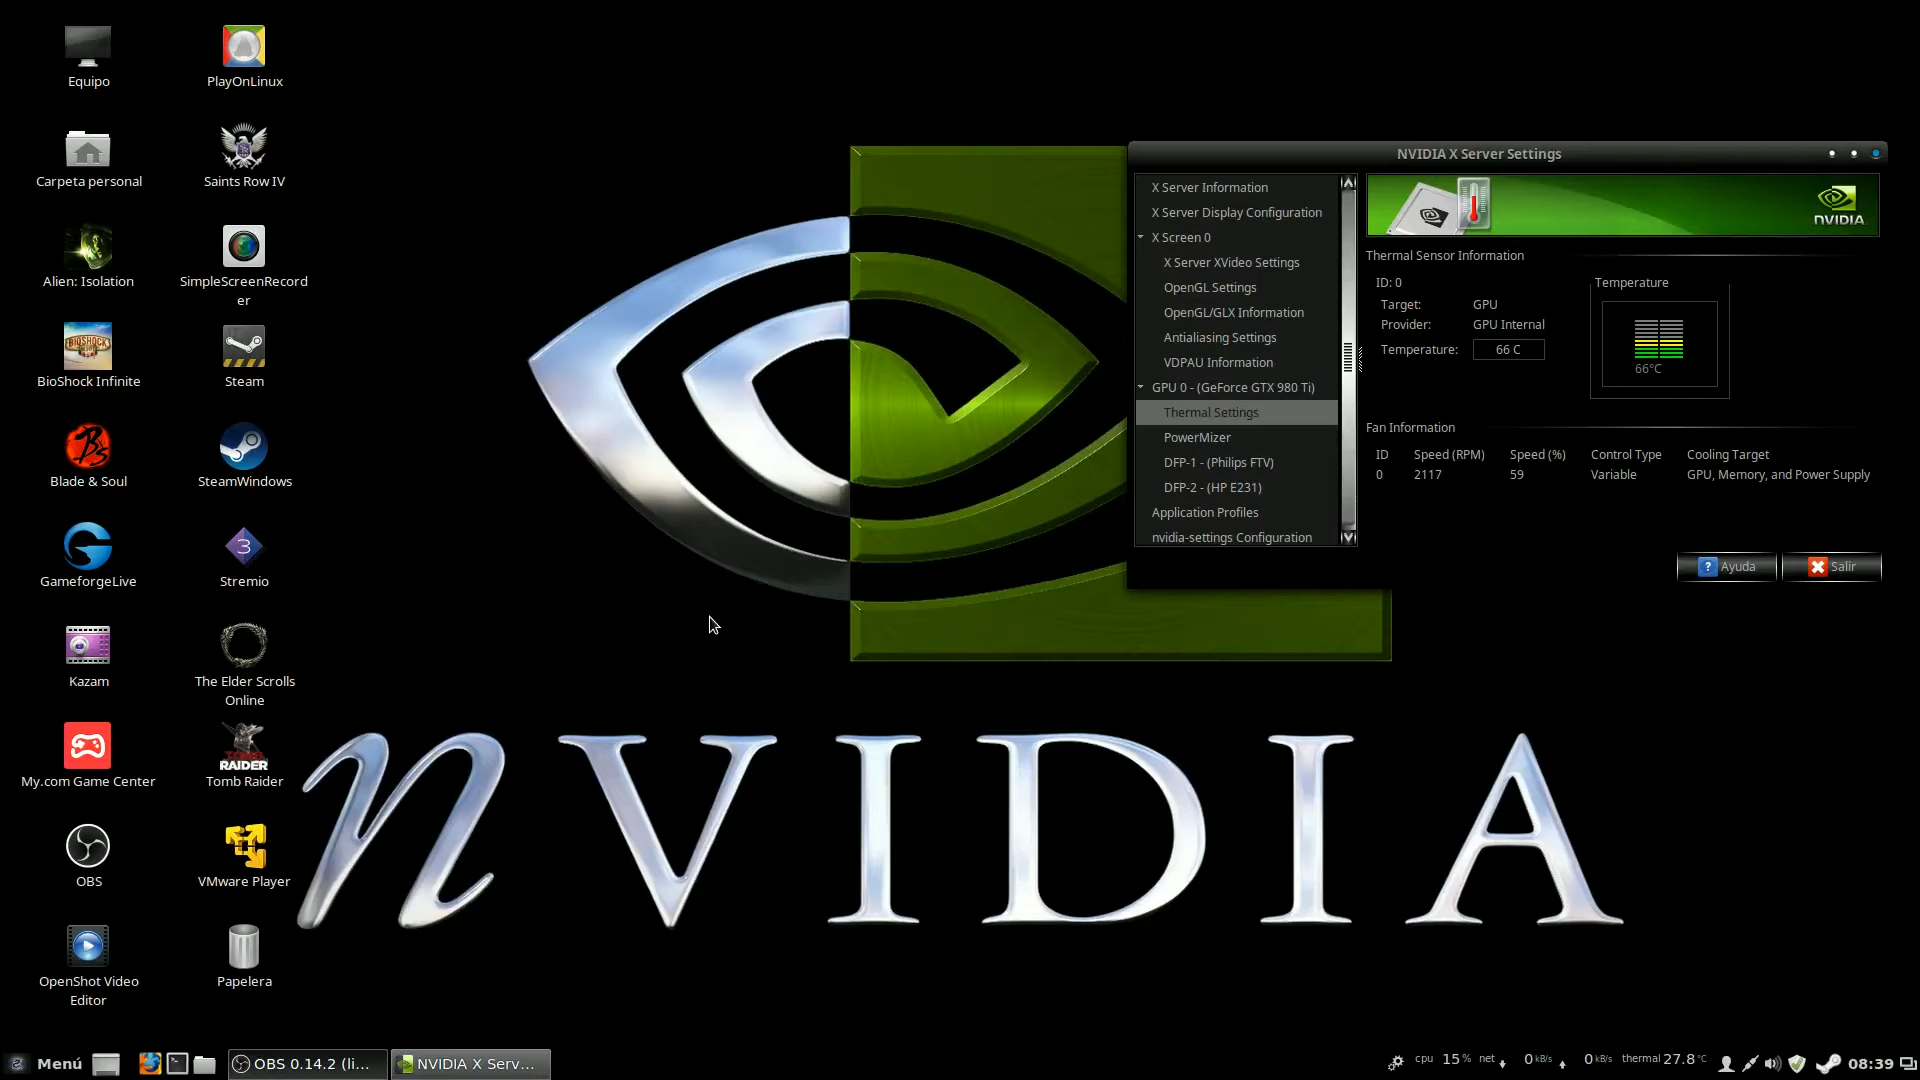 Equipo
PlayOnLinux
Carpeta personal
Saints Row IV
Alien: Isolation
SimpleScreenRecord
er
BIOSHOCK
BioShock Infinite
Steam
Blade & Soul
SteamWindows
GameforgeLive
3
Stremio
Kazam
The Elder Scrolls
Online
My.com Game Center
TOMB
RAIDER
Tomb Raider
OBS
VMware Player
OpenShot Video
Editor
Papelera
nVIDIA
NVIDIA X Server Settings
X Server Information
X Server Display Configuration
X Screen 0
X Server XVideo Settings
OpenGL Settings
OpenGL/GLX Information
Antialiasing Settings
VDPAU Information
GPU 0 - (GeForce GTX 980 Ti)
Thermal Settings
PowerMizer
DFP-1 - (Philips FTV)
DFP-2 - (HP E231)
Application Profiles
nvidia-settings Configuration
NVIDIA
Thermal Sensor Information
ID: 0
Target: GPU
Provider: GPU Internal
Temperature: 66 C
Temperature
66°C
Fan Information
ID Speed (RPM) Speed (%) Control Type Cooling Target
0 2117 59 Variable GPU, Memory, and Power Supply
Ayuda
Salir
Menú
OBS 0.14.2 (li...
NVIDIA X Serv...
cpu 15 % net 0 kB/s 0 kB/s thermal 27.8 °C
08:39